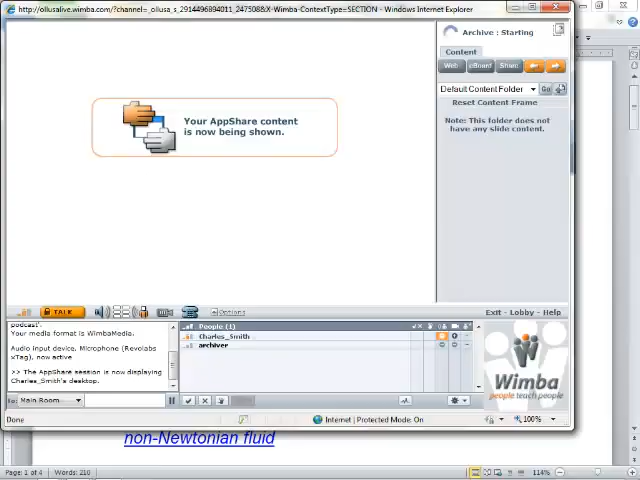 http://ollusalive.wimba.com/?channel=_ollusa_s_2914496894011_247508&X-Wimba-ContextType=SECTION - Windows Internet Explorer
Archive : Starting
Content
Web
eBoard
Share
Default Content Folder
Go
Reset Content Frame
Note: This folder does not
have any slide content.
Your AppShare content
is now being shown.
TALK
Options
Exit - Lobby - Help
podcast'.
Your media format is WimbaMedia.
Audio input device, Microphone (Revolabs
xTag), now active
>> The AppShare session is now displaying
Charles_Smith's desktop.
People (1)
Charles_Smith
archiver
To:
Main Room
Wimba
people teach people
Done
Internet | Protected Mode: On
100%
non-Newtonian fluid
Page: 1 of 4
Words: 210
114%